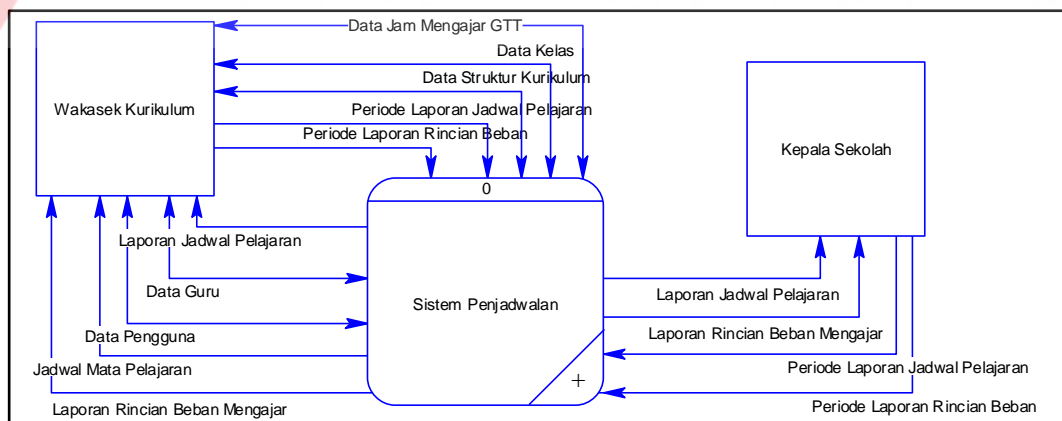 Data Jam Mengajar GTT
Data Kelas
Data Struktur Kurikulum
Periode Laporan Jadwal Pelajaran
Periode Laporan Rincian Beban
Wakasek Kurikulum
Kepala Sekolah
0
Laporan Jadwal Pelajaran
Data Guru
Sistem Penjadwalan
Laporan Jadwal Pelajaran
Data Pengguna
Laporan Rincian Beban Mengajar
Jadwal Mata Pelajaran
Periode Laporan Jadwal Pelajaran
+
Laporan Rincian Beban Mengajar
Periode Laporan Rincian Beban